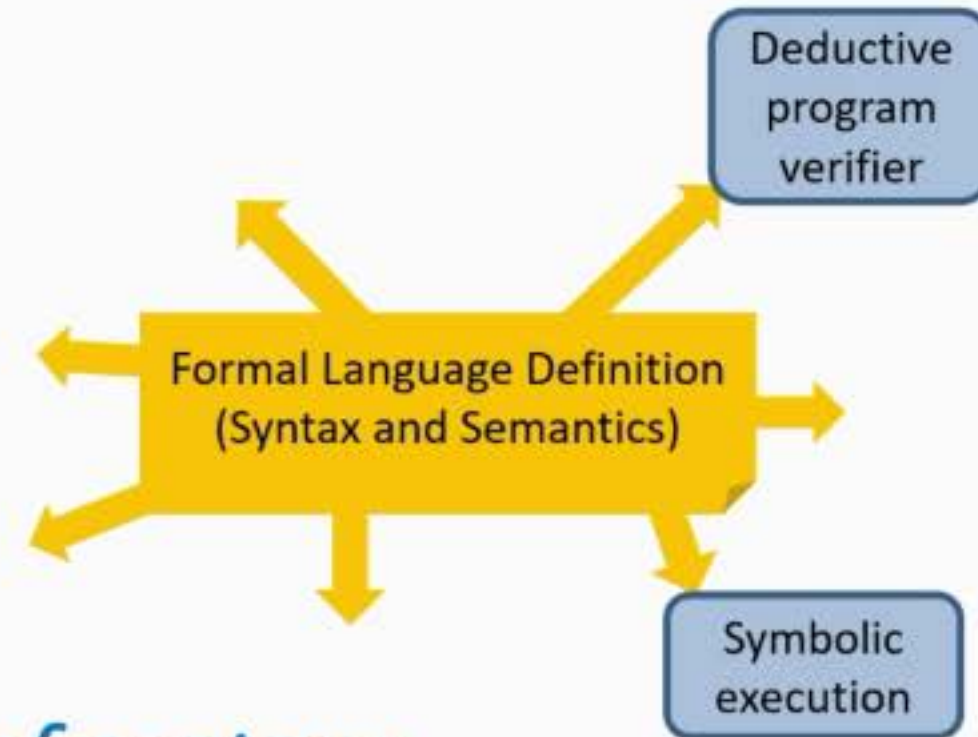 Deductive
program
verifier
Formal Language Definition
(Syntax and Semantics)
Symbolic
execution